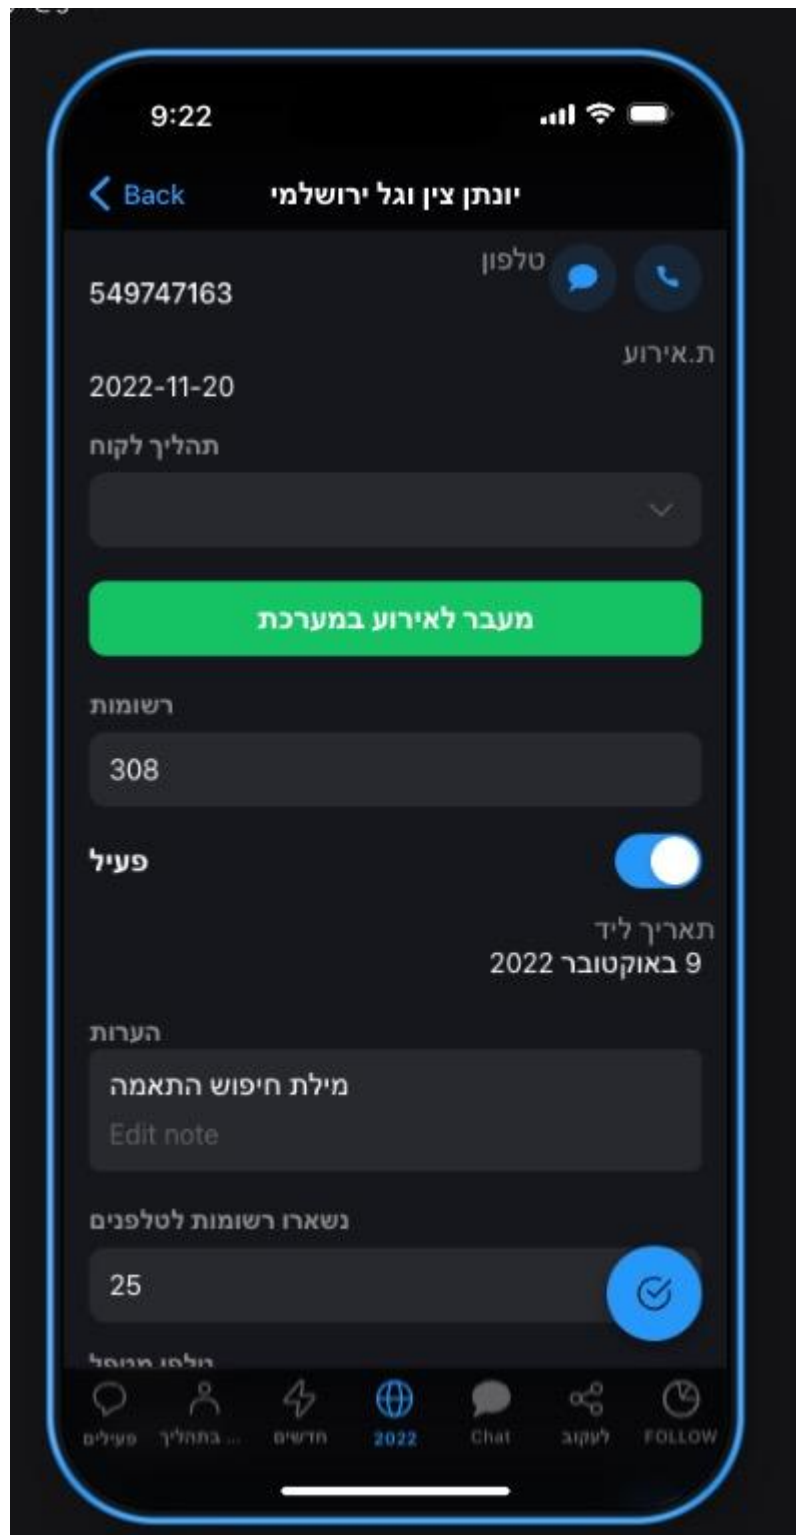 9:22
Back
יונתן צין וגל ירושלמי
טלפון
549747163
ת.אירוע
2022-11-20
תהליך לקוח
מעבר לאירוע במערכת
רשומות
308
פעיל
תאריך ליד
9 באוקטובר 2022
הערות
מילת חיפוש התאמה
Edit note
נשארו רשומות לטלפנים
25
פעילים
בתהליך ...
חדשים
2022
Chat
לעקוב
FOLLOW